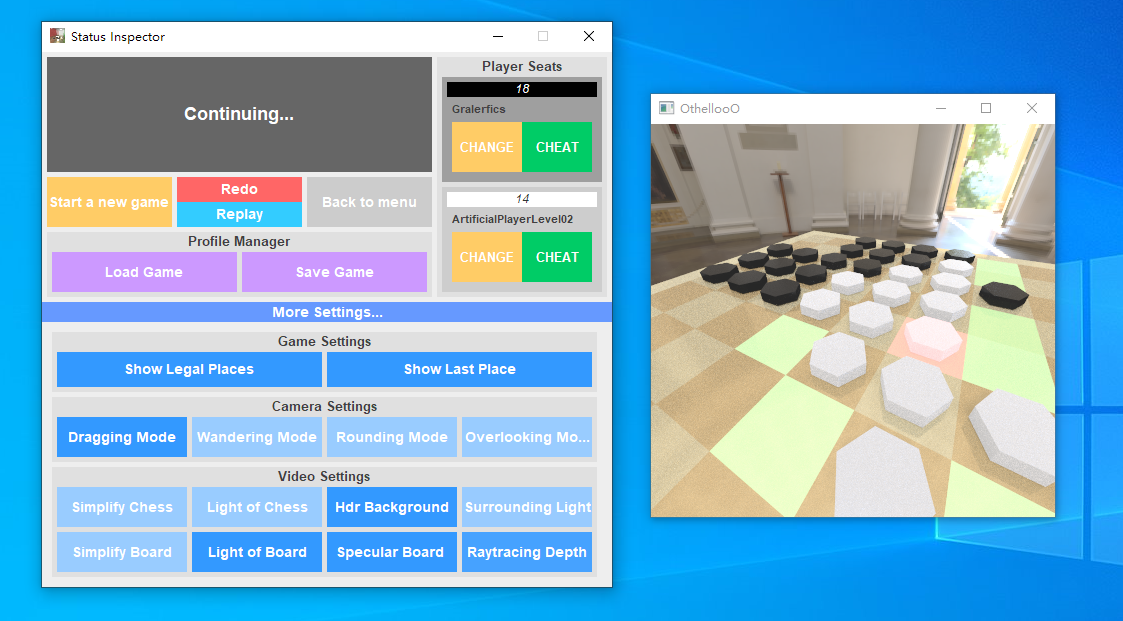 Status Inspector
Continuing...
Start a new game
Redo
Replay
Back to menu
Profile Manager
Load Game
Save Game
Player Seats
18
Gralerfics
CHANGE
CHEAT
14
ArtificialPlayerLevel02
CHANGE
CHEAT
More Settings...
Game Settings
Show Legal Places
Show Last Place
Camera Settings
Dragging Mode
Wandering Mode
Rounding Mode
Overlooking Mo...
Video Settings
Simplify Chess
Light of Chess
Hdr Background
Surrounding Light
Simplify Board
Light of Board
Specular Board
Raytracing Depth
OthellooO